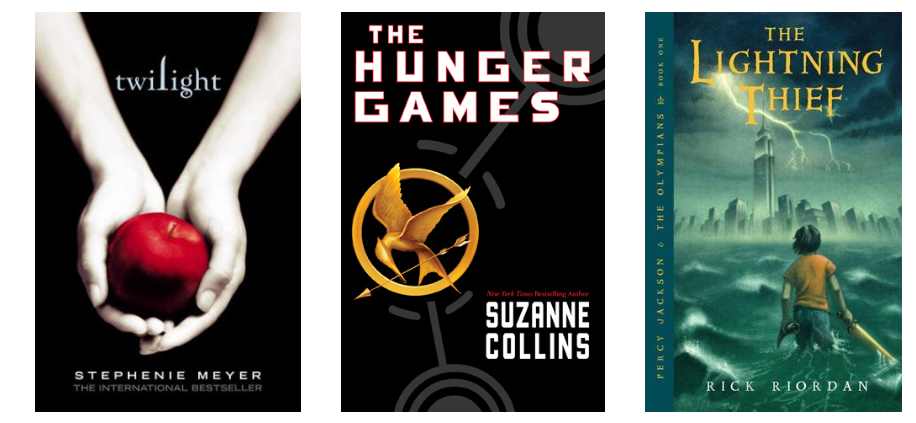 twilight
STEPHENIE MEYER
THE INTERNATIONAL BESTSELLER
THE
HUNGER
GAMES
New York Times Bestselling Author
SUZANNE
COLLINS
PERCY JACKSON & THE OLYMPIANS BOOK ONE
THE
LIGHTNING
THIEF
RICK RIORDAN